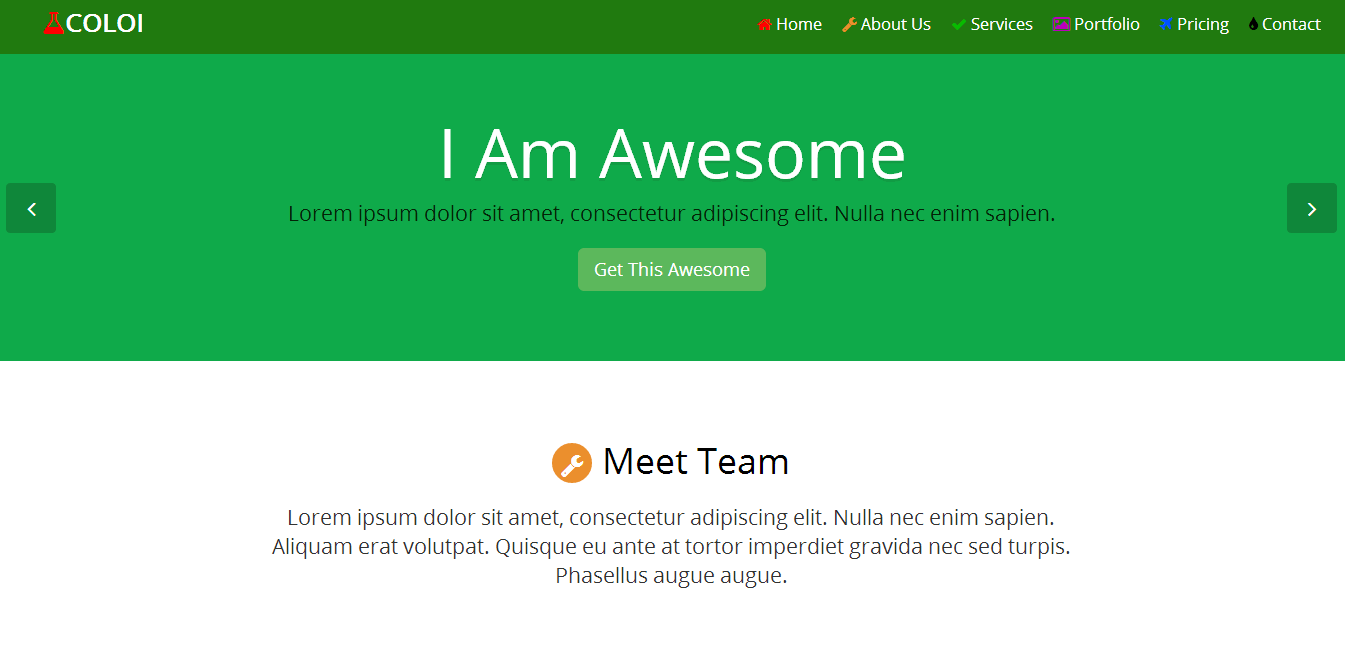 COLOI
Home About Us Services Portfolio Pricing Contact
I Am Awesome
Lorem ipsum dolor sit amet, consectetur adipiscing elit. Nulla nec enim sapien.
Get This Awesome
Meet Team
Lorem ipsum dolor sit amet, consectetur adipiscing elit. Nulla nec enim sapien.
Aliquam erat volutpat. Quisque eu ante at tortor imperdiet gravida nec sed turpis.
Phasellus augue augue.